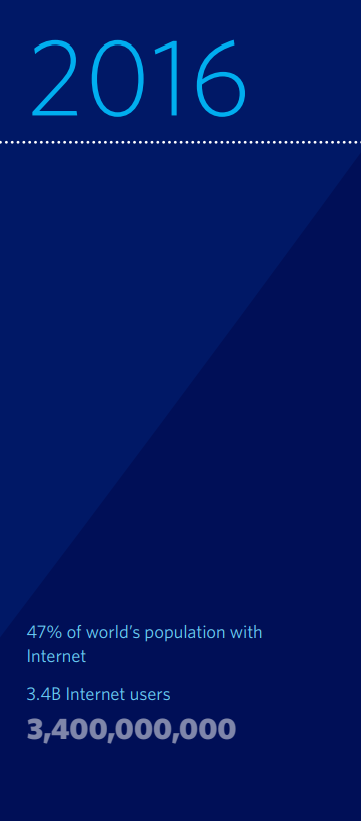 2016
47% of world's population with
Internet
3.4B Internet users
3,400,000,000